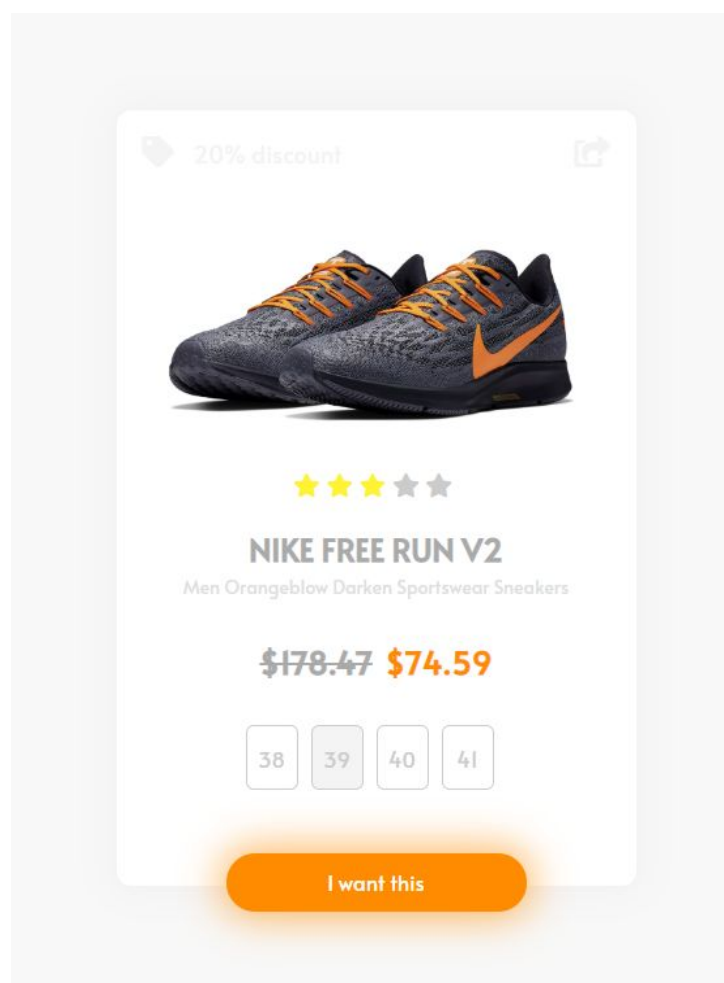 20% discount
NIKE FREE RUN V2
Men Orangeblow Darken Sportswear Sneakers
$178.47 $74.59
38 39 40 41
I want this